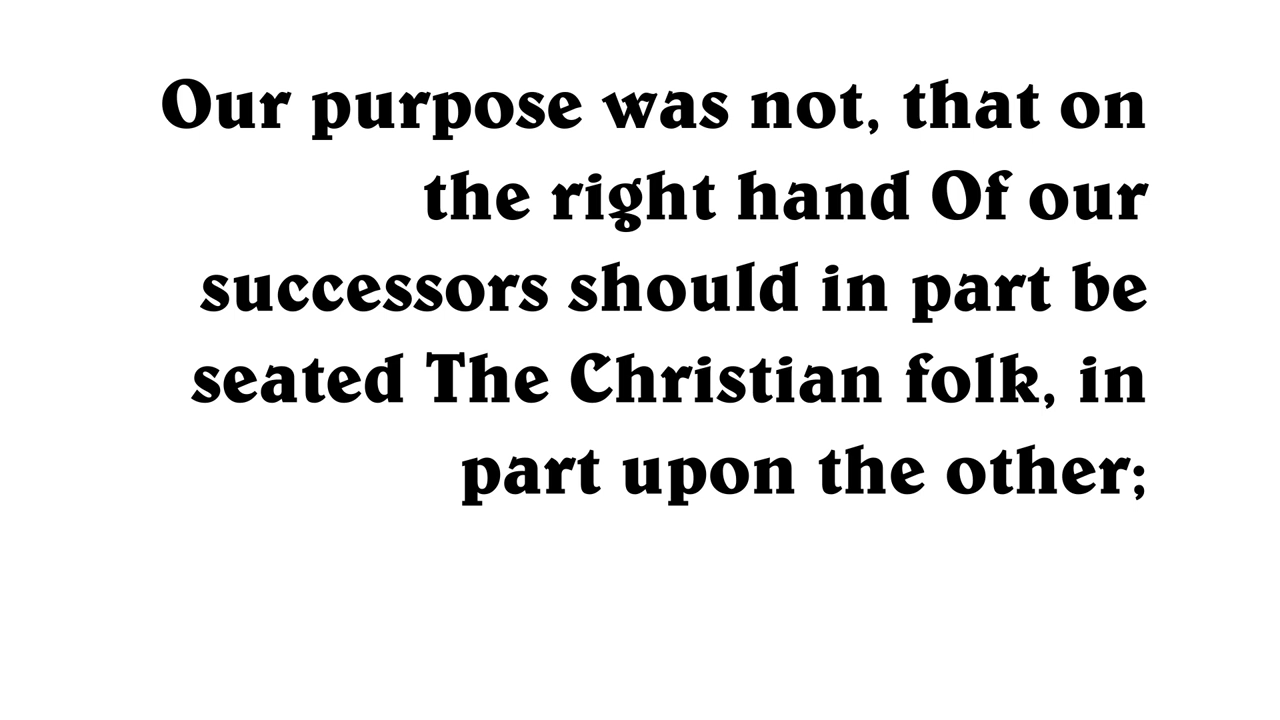 Our purpose was not, that on
the right hand Of our
successors should in part be
seated The Christian folk, in
part upon the other;